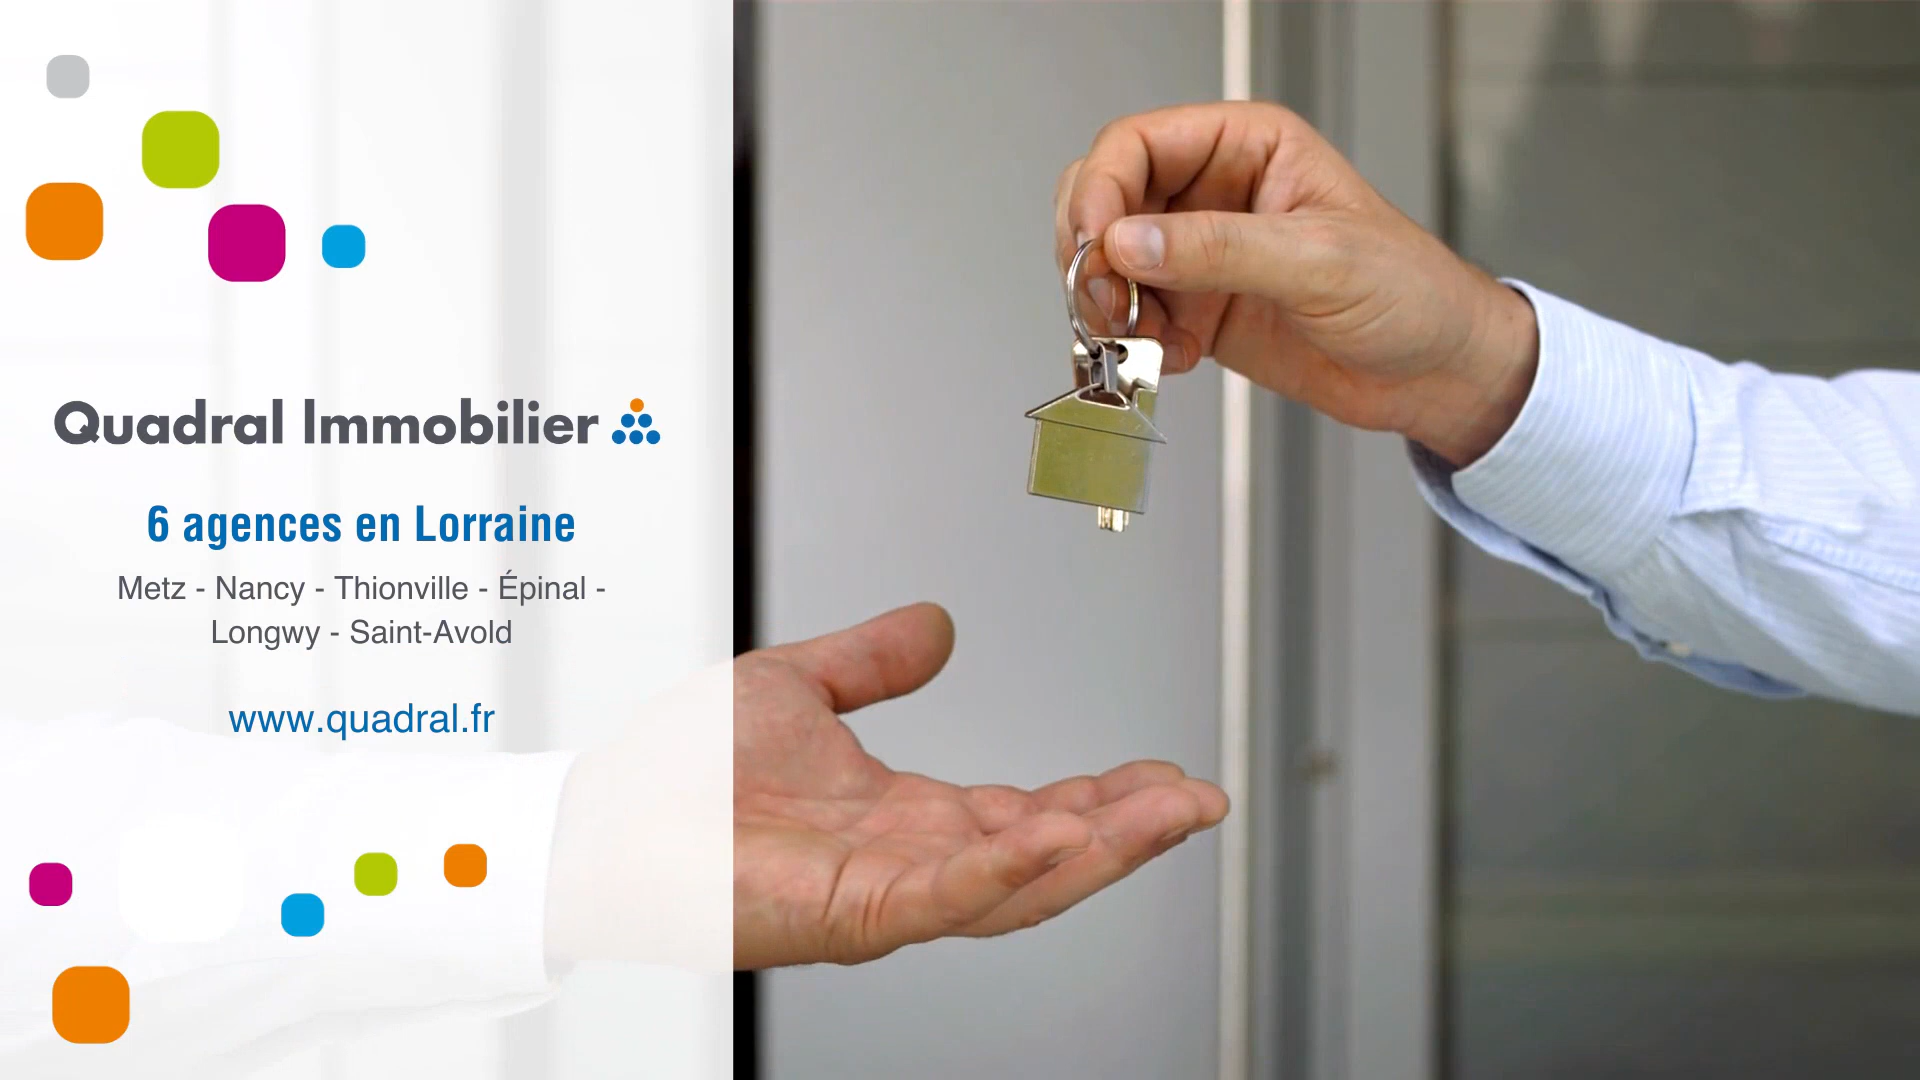 Quadral Immobilier
6 agences en Lorraine
Metz - Nancy - Thionville - Épinal -
Longwy - Saint-Avold
www.quadral.fr